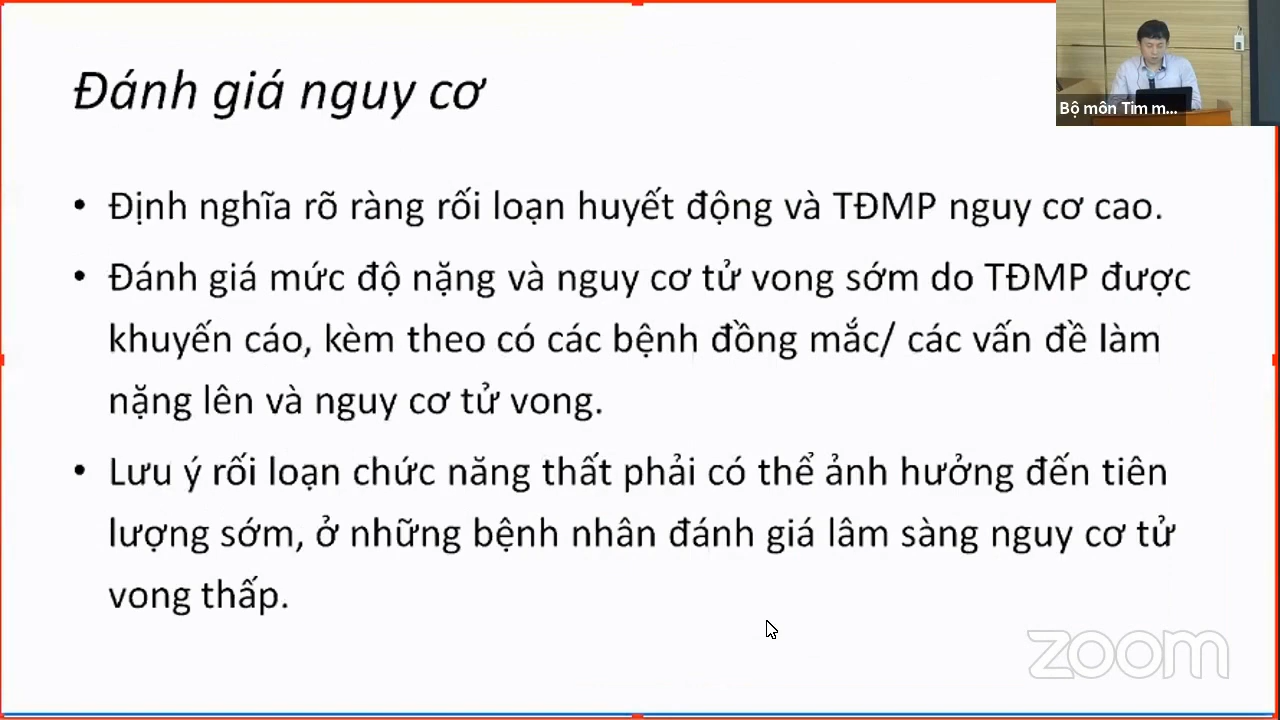 Đánh giá nguy cơ
Bộ môn Tim m...
• Định nghĩa rõ ràng rối loạn huyết động và TĐMP nguy cơ cao.
• Đánh giá mức độ nặng và nguy cơ tử vong sớm do TĐMP được
khuyến cáo, kèm theo có các bệnh đồng mắc/ các vấn đề làm
nặng lên và nguy cơ tử vong.
• Lưu ý rối loạn chức năng thất phải có thể ảnh hưởng đến tiên
lượng sớm, ở những bệnh nhân đánh giá lâm sàng nguy cơ tử
vong thấp.
zoom